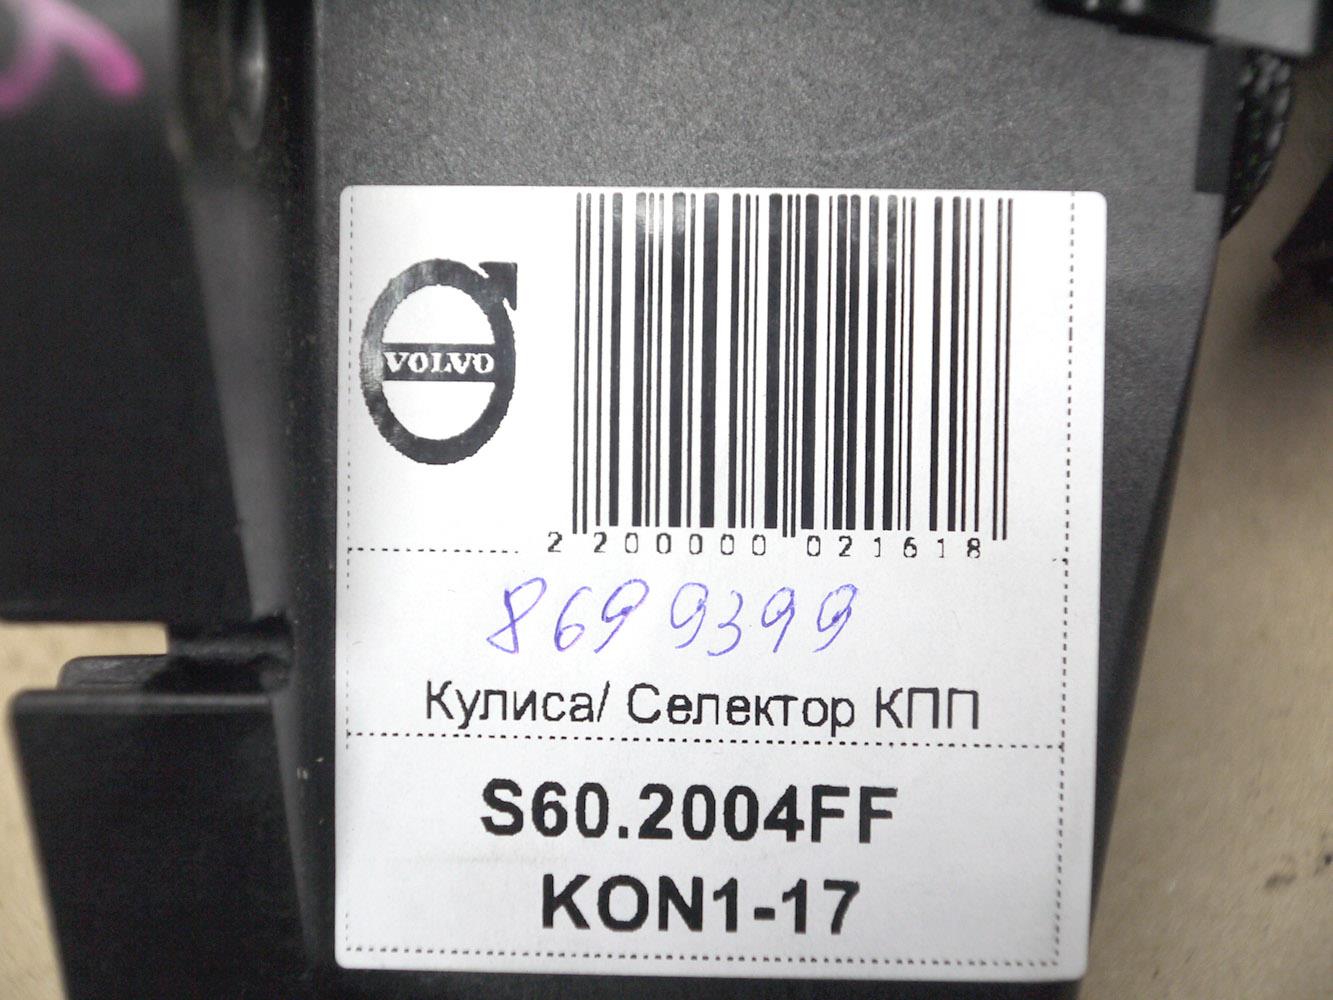 VOLVO
2 200000 021618
8699399
Кулиса/ Селектор КПП
S60.2004FF
KON1-17